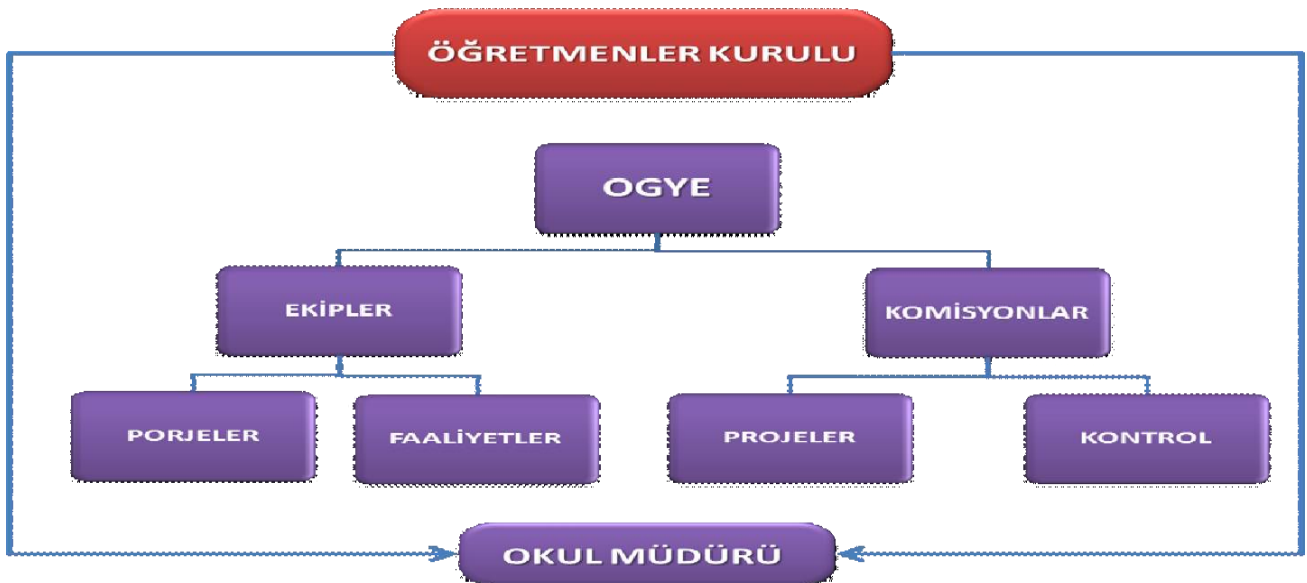 ÖĞRETMENLER KURULU
OGYE
EKİPLER
KOMİSYONLAR
PORJELER
FAALİYETLER
PROJELER
KONTROL
OKUL MÜDÜRÜ